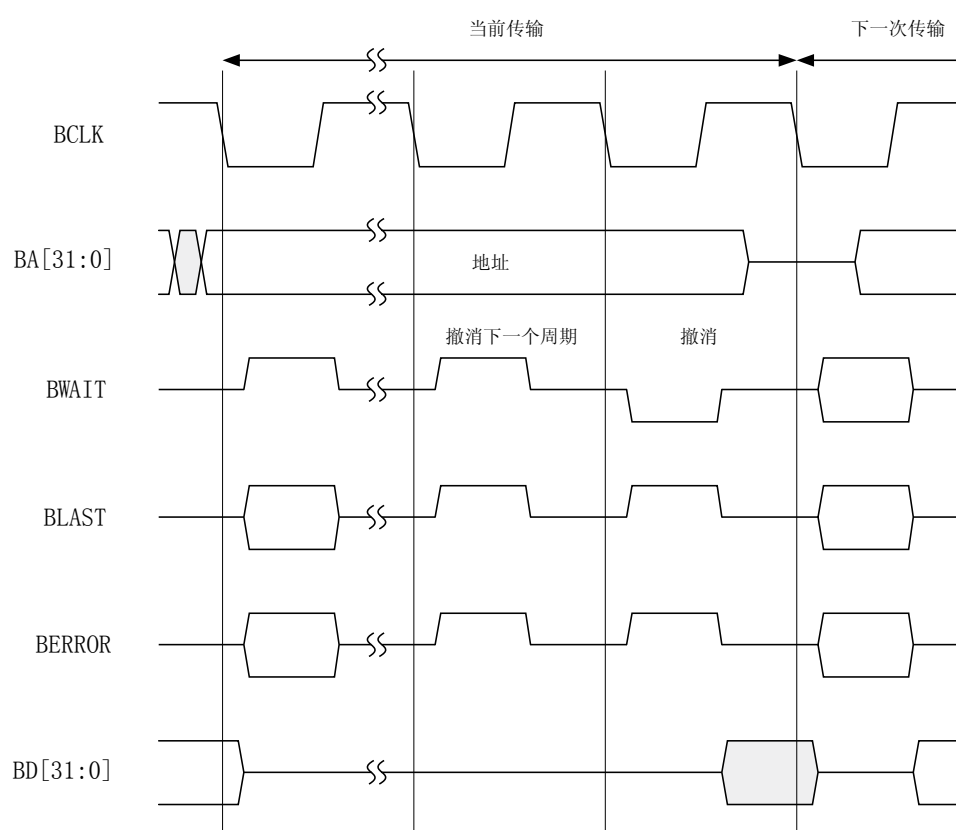 当前传输
下一次传输
BCLK
BA[31:0]
地址
撤消下一个周期
撤消
BWAIT
BLAST
BERROR
BD[31:0]